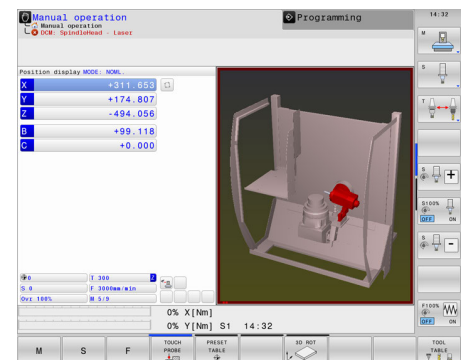 Manual operation
Programming
14:32
Manual operation
DCM: SpindleHead - Laser
M
Position display MODE: NOML.
S
X +311.653
Y +174.807
T
Z -494.056
B +99.118
C +0.000
S
S100%
OFF ON
S
0 T 300 Z
S 0 F 3000mm/min
Ovr 100% M 5/9
0% X[Nm]
F100%
0% Y[Nm] S1 14:32
OFF ON
M S F TOUCH PROBE PRESET TABLE 3D ROT TOOL TABLE